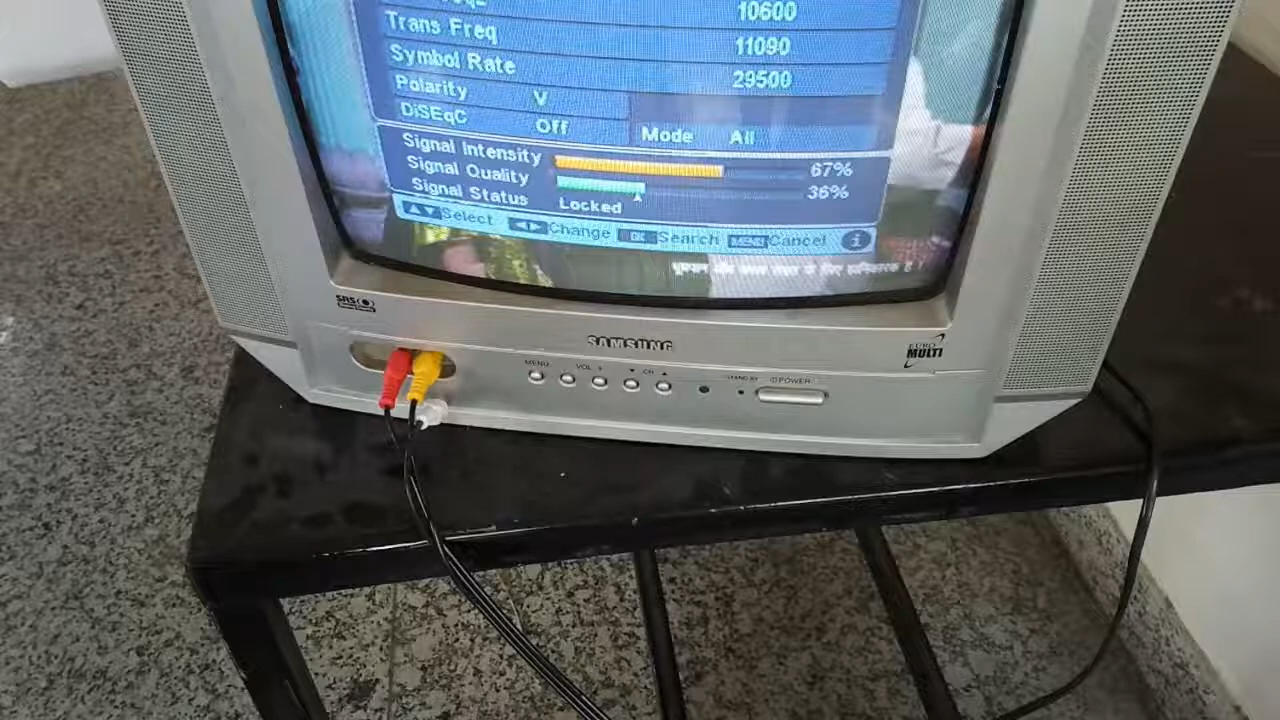 10600
Trans Freq 11090
Symbol Rate 29500
Polarity V
DiSEqC Off Mode All
Signal Intensity 67%
Signal Quality 36%
Signal Status Locked
▲▼Select ◀▶Change OK Search MENU Cancel i
SRS
SAMSUNG
EURO
MULTI
MENU VOL ▼ CH ▲ STAND BY POWER